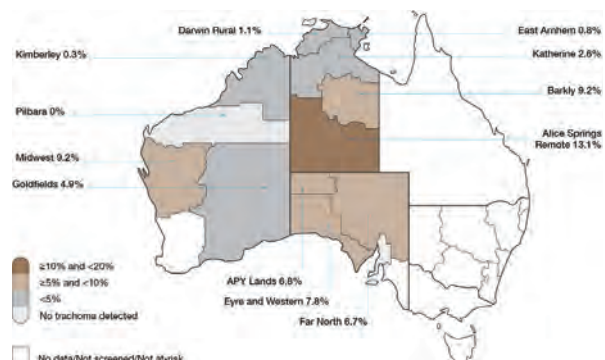 Darwin Rural 1.1%
East Arnhem 0.8%
Kimberley 0.3%
Katherine 2.6%
Barkly 9.2%
Pilbara 0%
Alice Springs
Remote 13.1%
Midwest 9.2%
Goldfields 4.9%
≥10% and <20%
≥5% and <10%
<5%
No trachoma detected
APY Lands 6.8%
Eyre and Western 7.8%
Far North 6.7%
No data/Not screened/Not at-risk